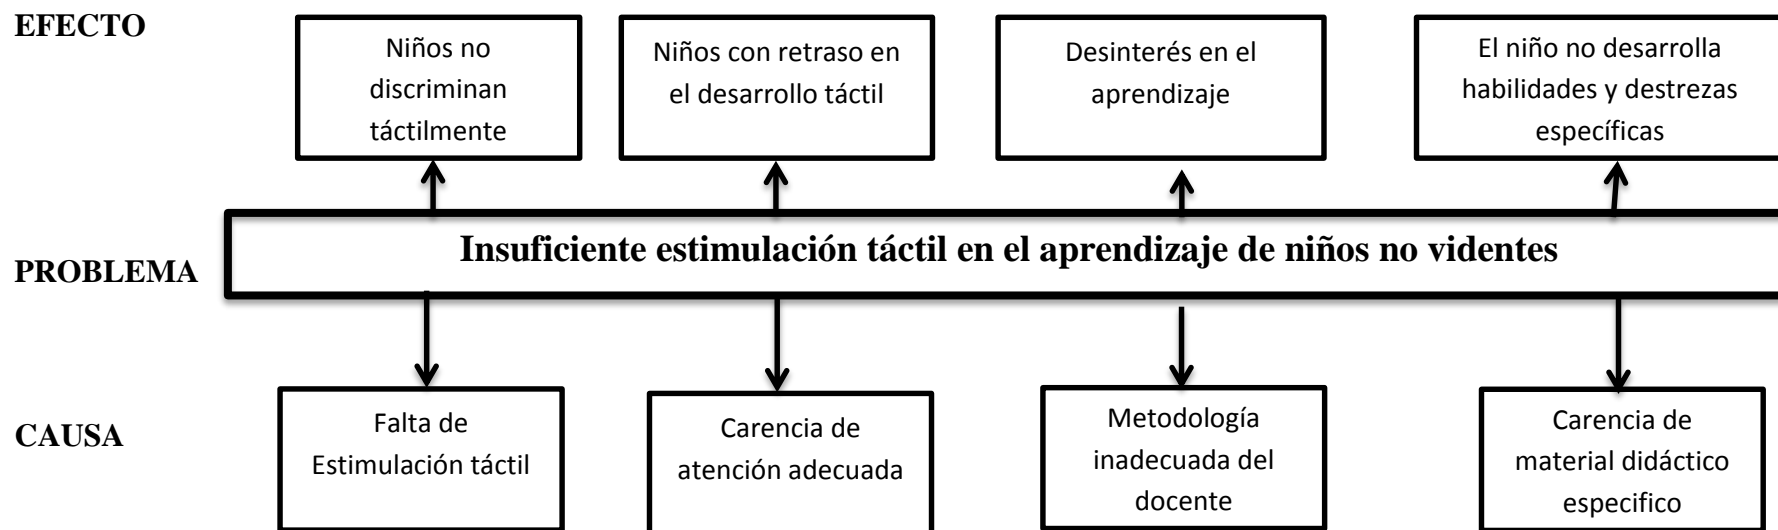 EFECTO
Niños no
discriminan
táctilmente
Niños con retraso en
el desarrollo táctil
Desinterés en el
aprendizaje
El niño no desarrolla
habilidades y destrezas
específicas
PROBLEMA
Insuficiente estimulación táctil en el aprendizaje de niños no videntes
CAUSA
Falta de
Estimulación táctil
Carencia de
atención adecuada
Metodología
inadecuada del
docente
Carencia de
material didáctico
especifico